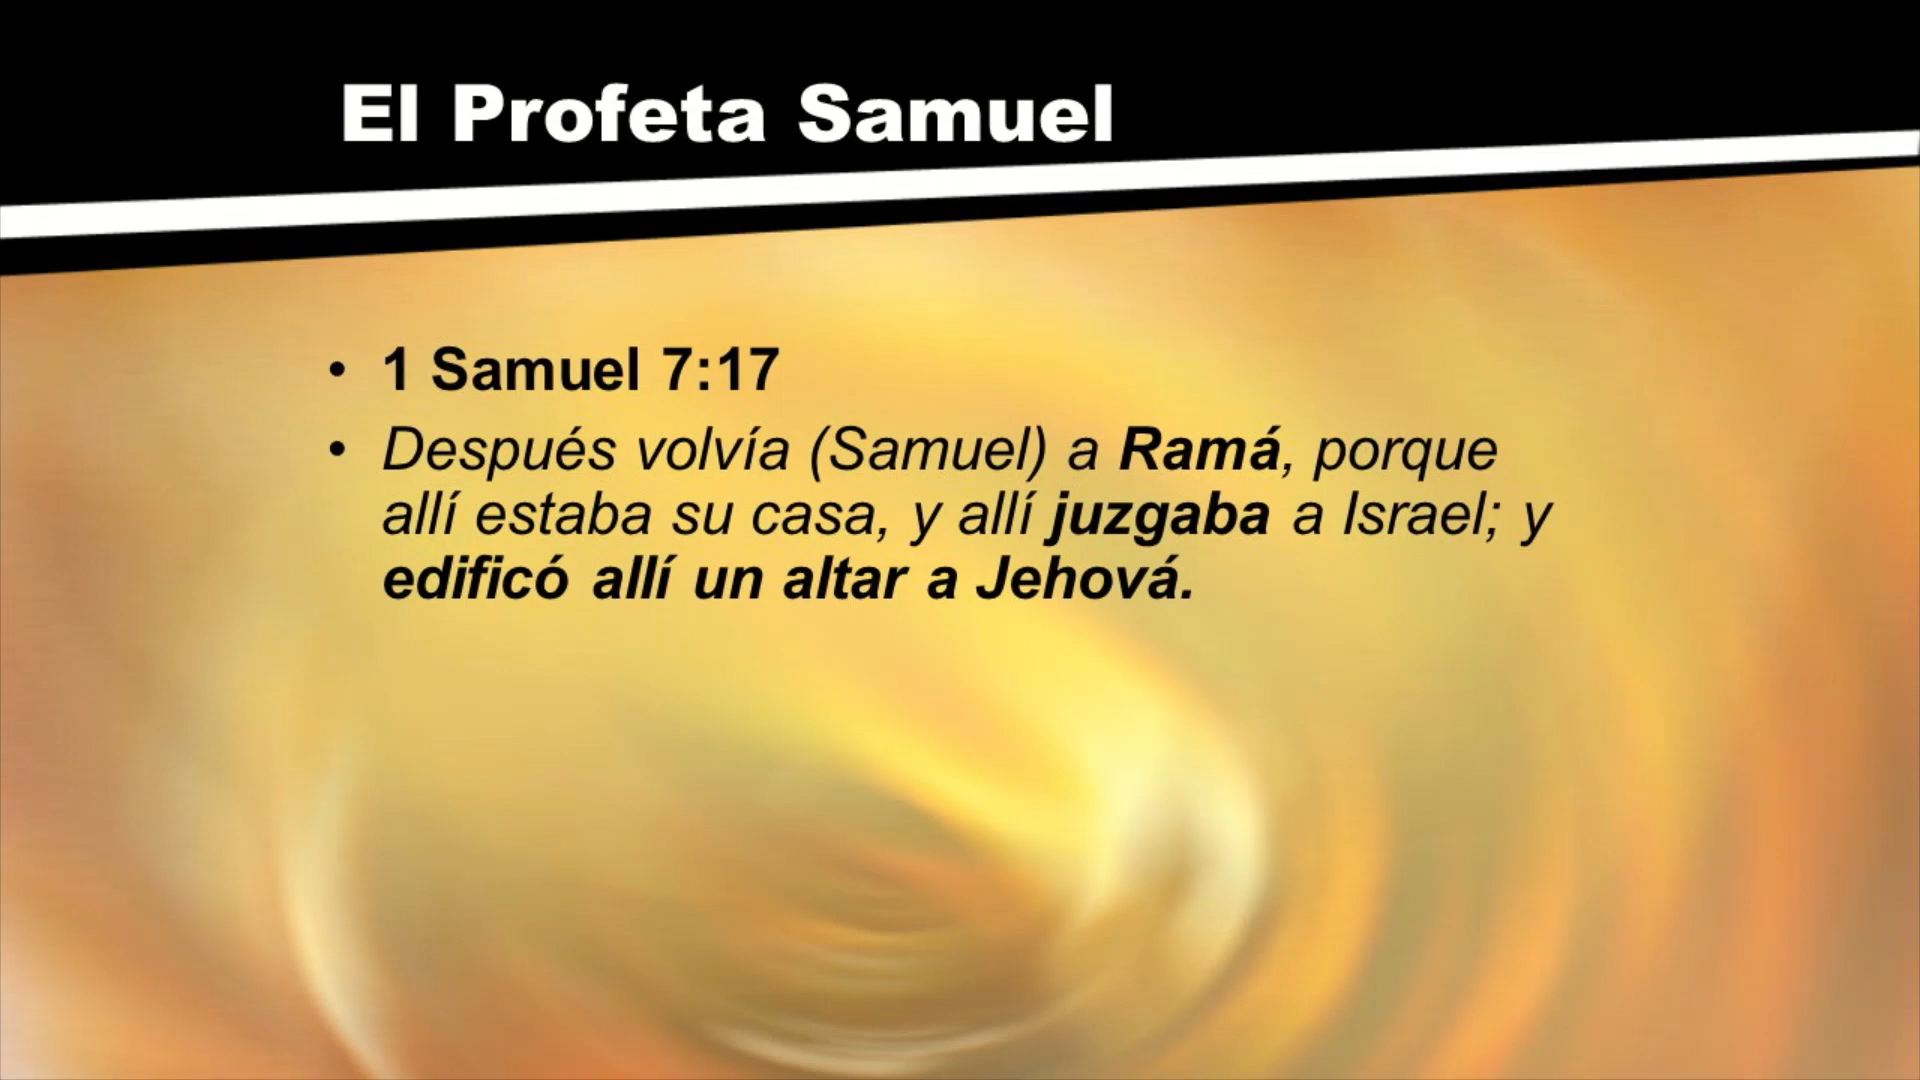 El Profeta Samuel
• 1 Samuel 7:17
• Después volvía (Samuel) a Ramá, porque
allí estaba su casa, y allí juzgaba a Israel; y
edificó allí un altar a Jehová.